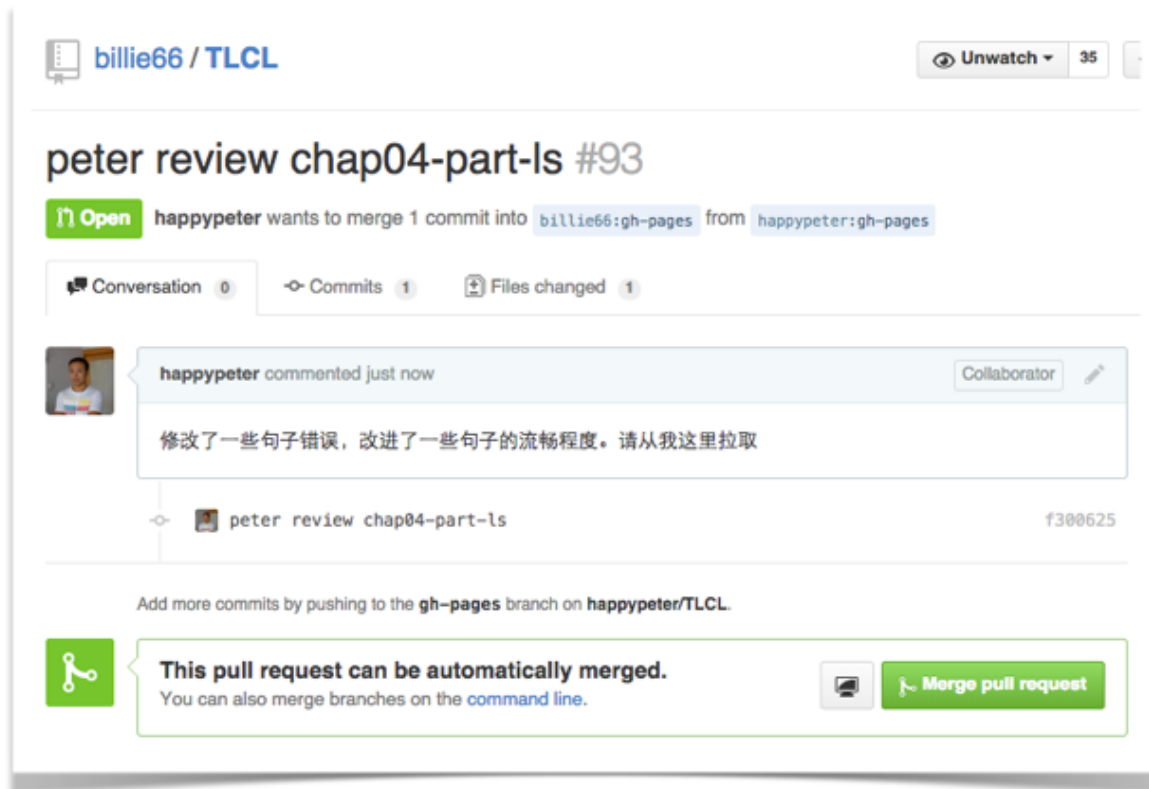 billie66 / TLCL
Unwatch 35
peter review chap04-part-ls #93
Open happypeter wants to merge 1 commit into billie66:gh-pages from happypeter:gh-pages
Conversation 0 Commits 1 Files changed 1
happypeter commented just now Collaborator
修改了一些句子错误，改进了一些句子的流畅程度。请从我这里拉取
peter review chap04-part-ls f300625
Add more commits by pushing to the gh-pages branch on happypeter/TLCL.
This pull request can be automatically merged.
You can also merge branches on the command line.
Merge pull request